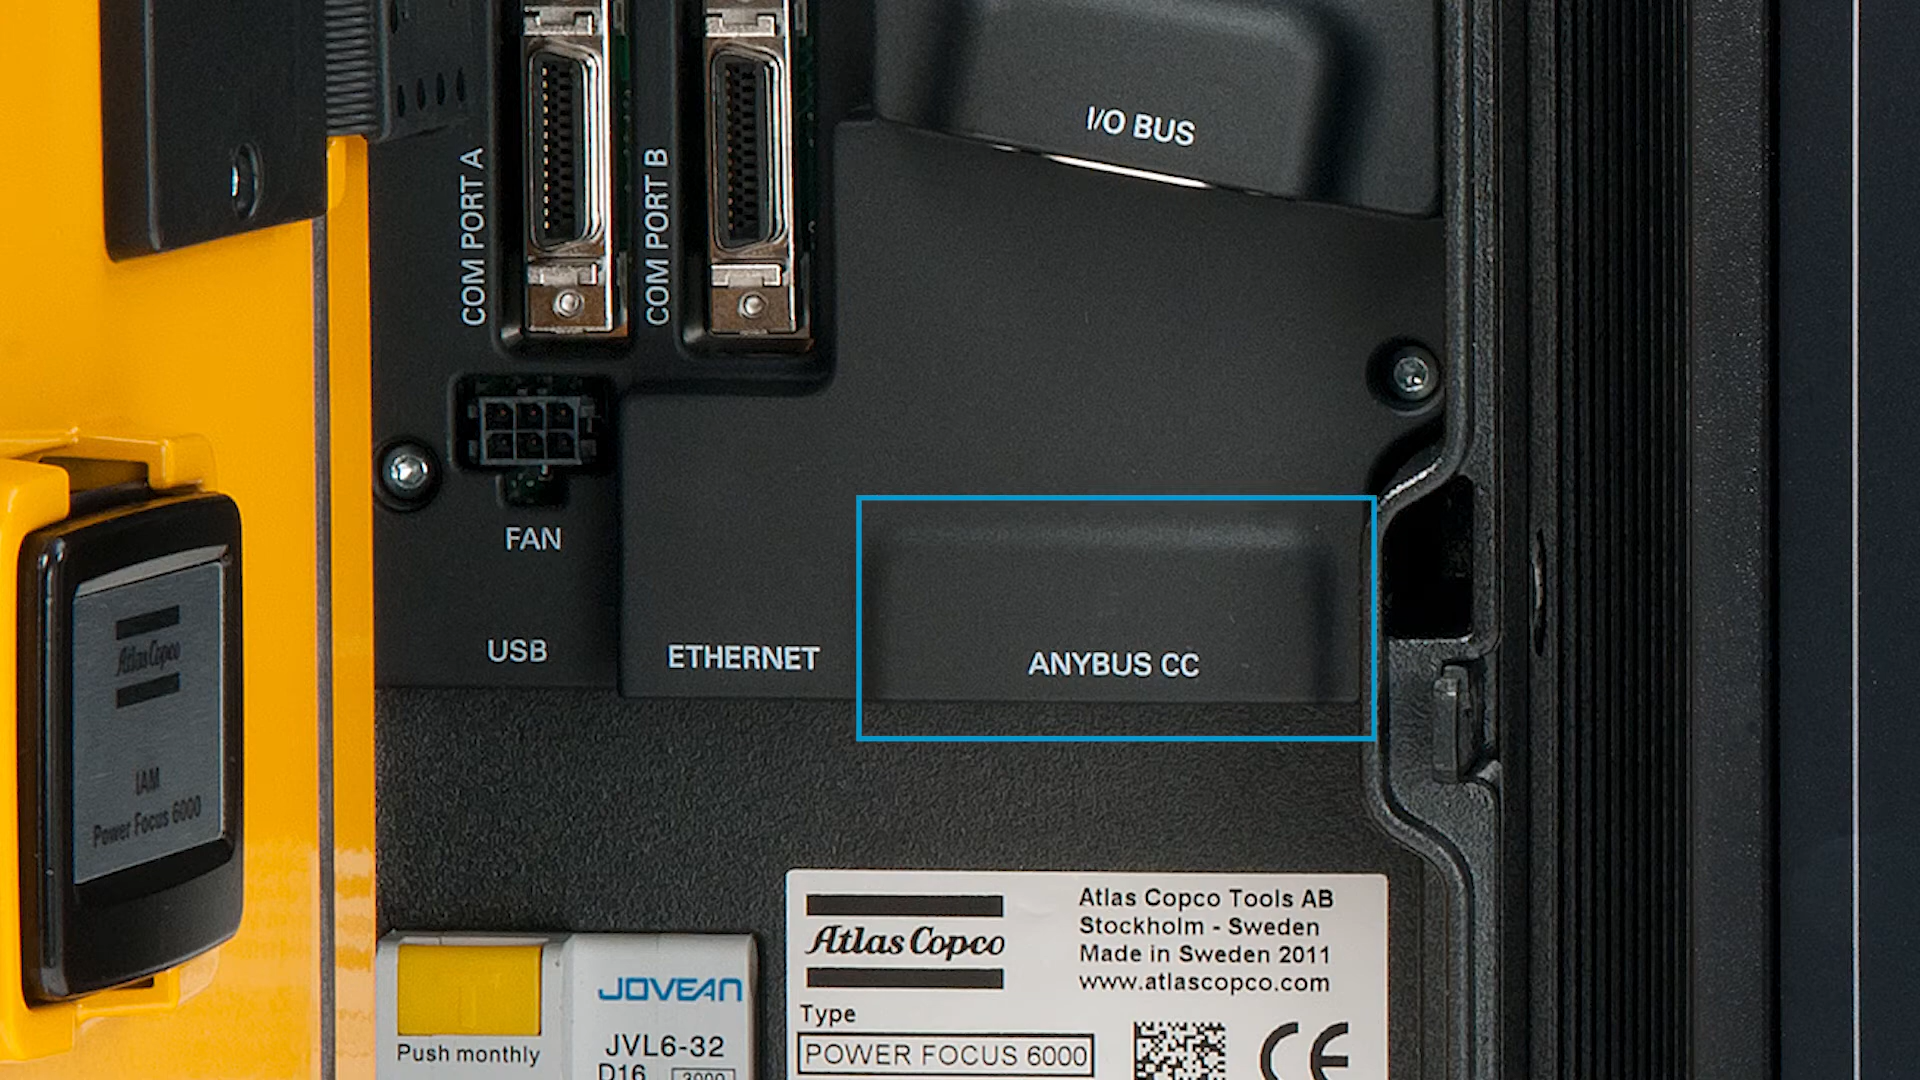 I/O BUS
COM PORT A
COM PORT B
FAN
USB
ETHERNET
ANYBUS CC
Atlas Copco
IAM
Power Focus 6000
JOVEAN
Push monthly
JVL6-32
D16
3000
Atlas Copco
Atlas Copco Tools AB
Stockholm - Sweden
Made in Sweden 2011
www.atlascopco.com
Type
POWER FOCUS 6000
CE